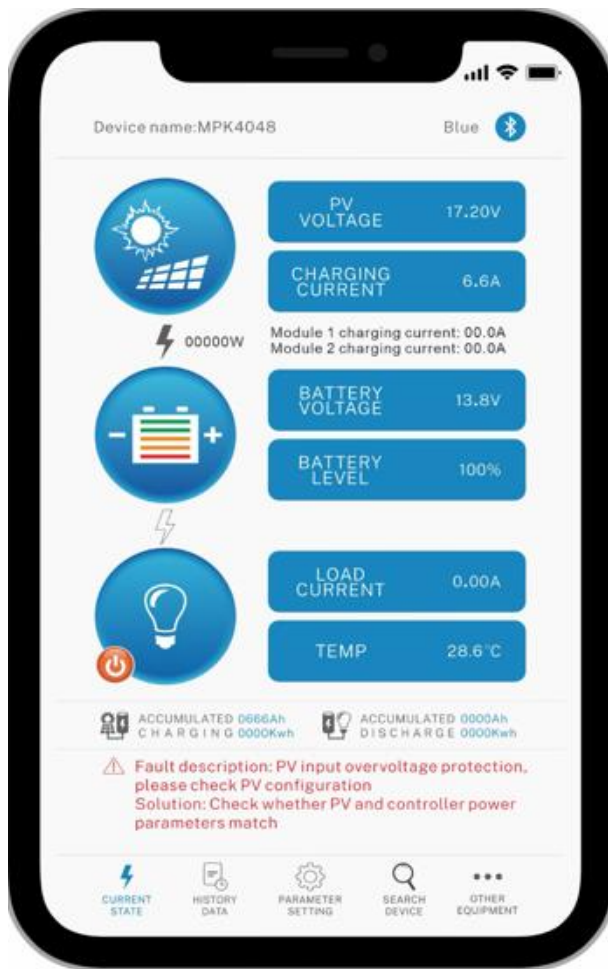 Device name:MPK4048
Blue
PV
VOLTAGE
17.20V
CHARGING
CURRENT
6.6A
00000W
Module 1 charging current: 00.0A
Module 2 charging current: 00.0A
BATTERY
VOLTAGE
13.8V
BATTERY
LEVEL
100%
LOAD
CURRENT
0.00A
TEMP
28.6°C
ACCUMULATED 0666Ah
CHARGING 0000Kwh
ACCUMULATED 0000Ah
DISCHARGE 0000Kwh
Fault description: PV input overvoltage protection,
please check PV configuration
Solution: Check whether PV and controller power
parameters match
CURRENT
STATE
HISTORY
DATA
PARAMETER
SETTING
SEARCH
DEVICE
OTHER
EQUIPMENT